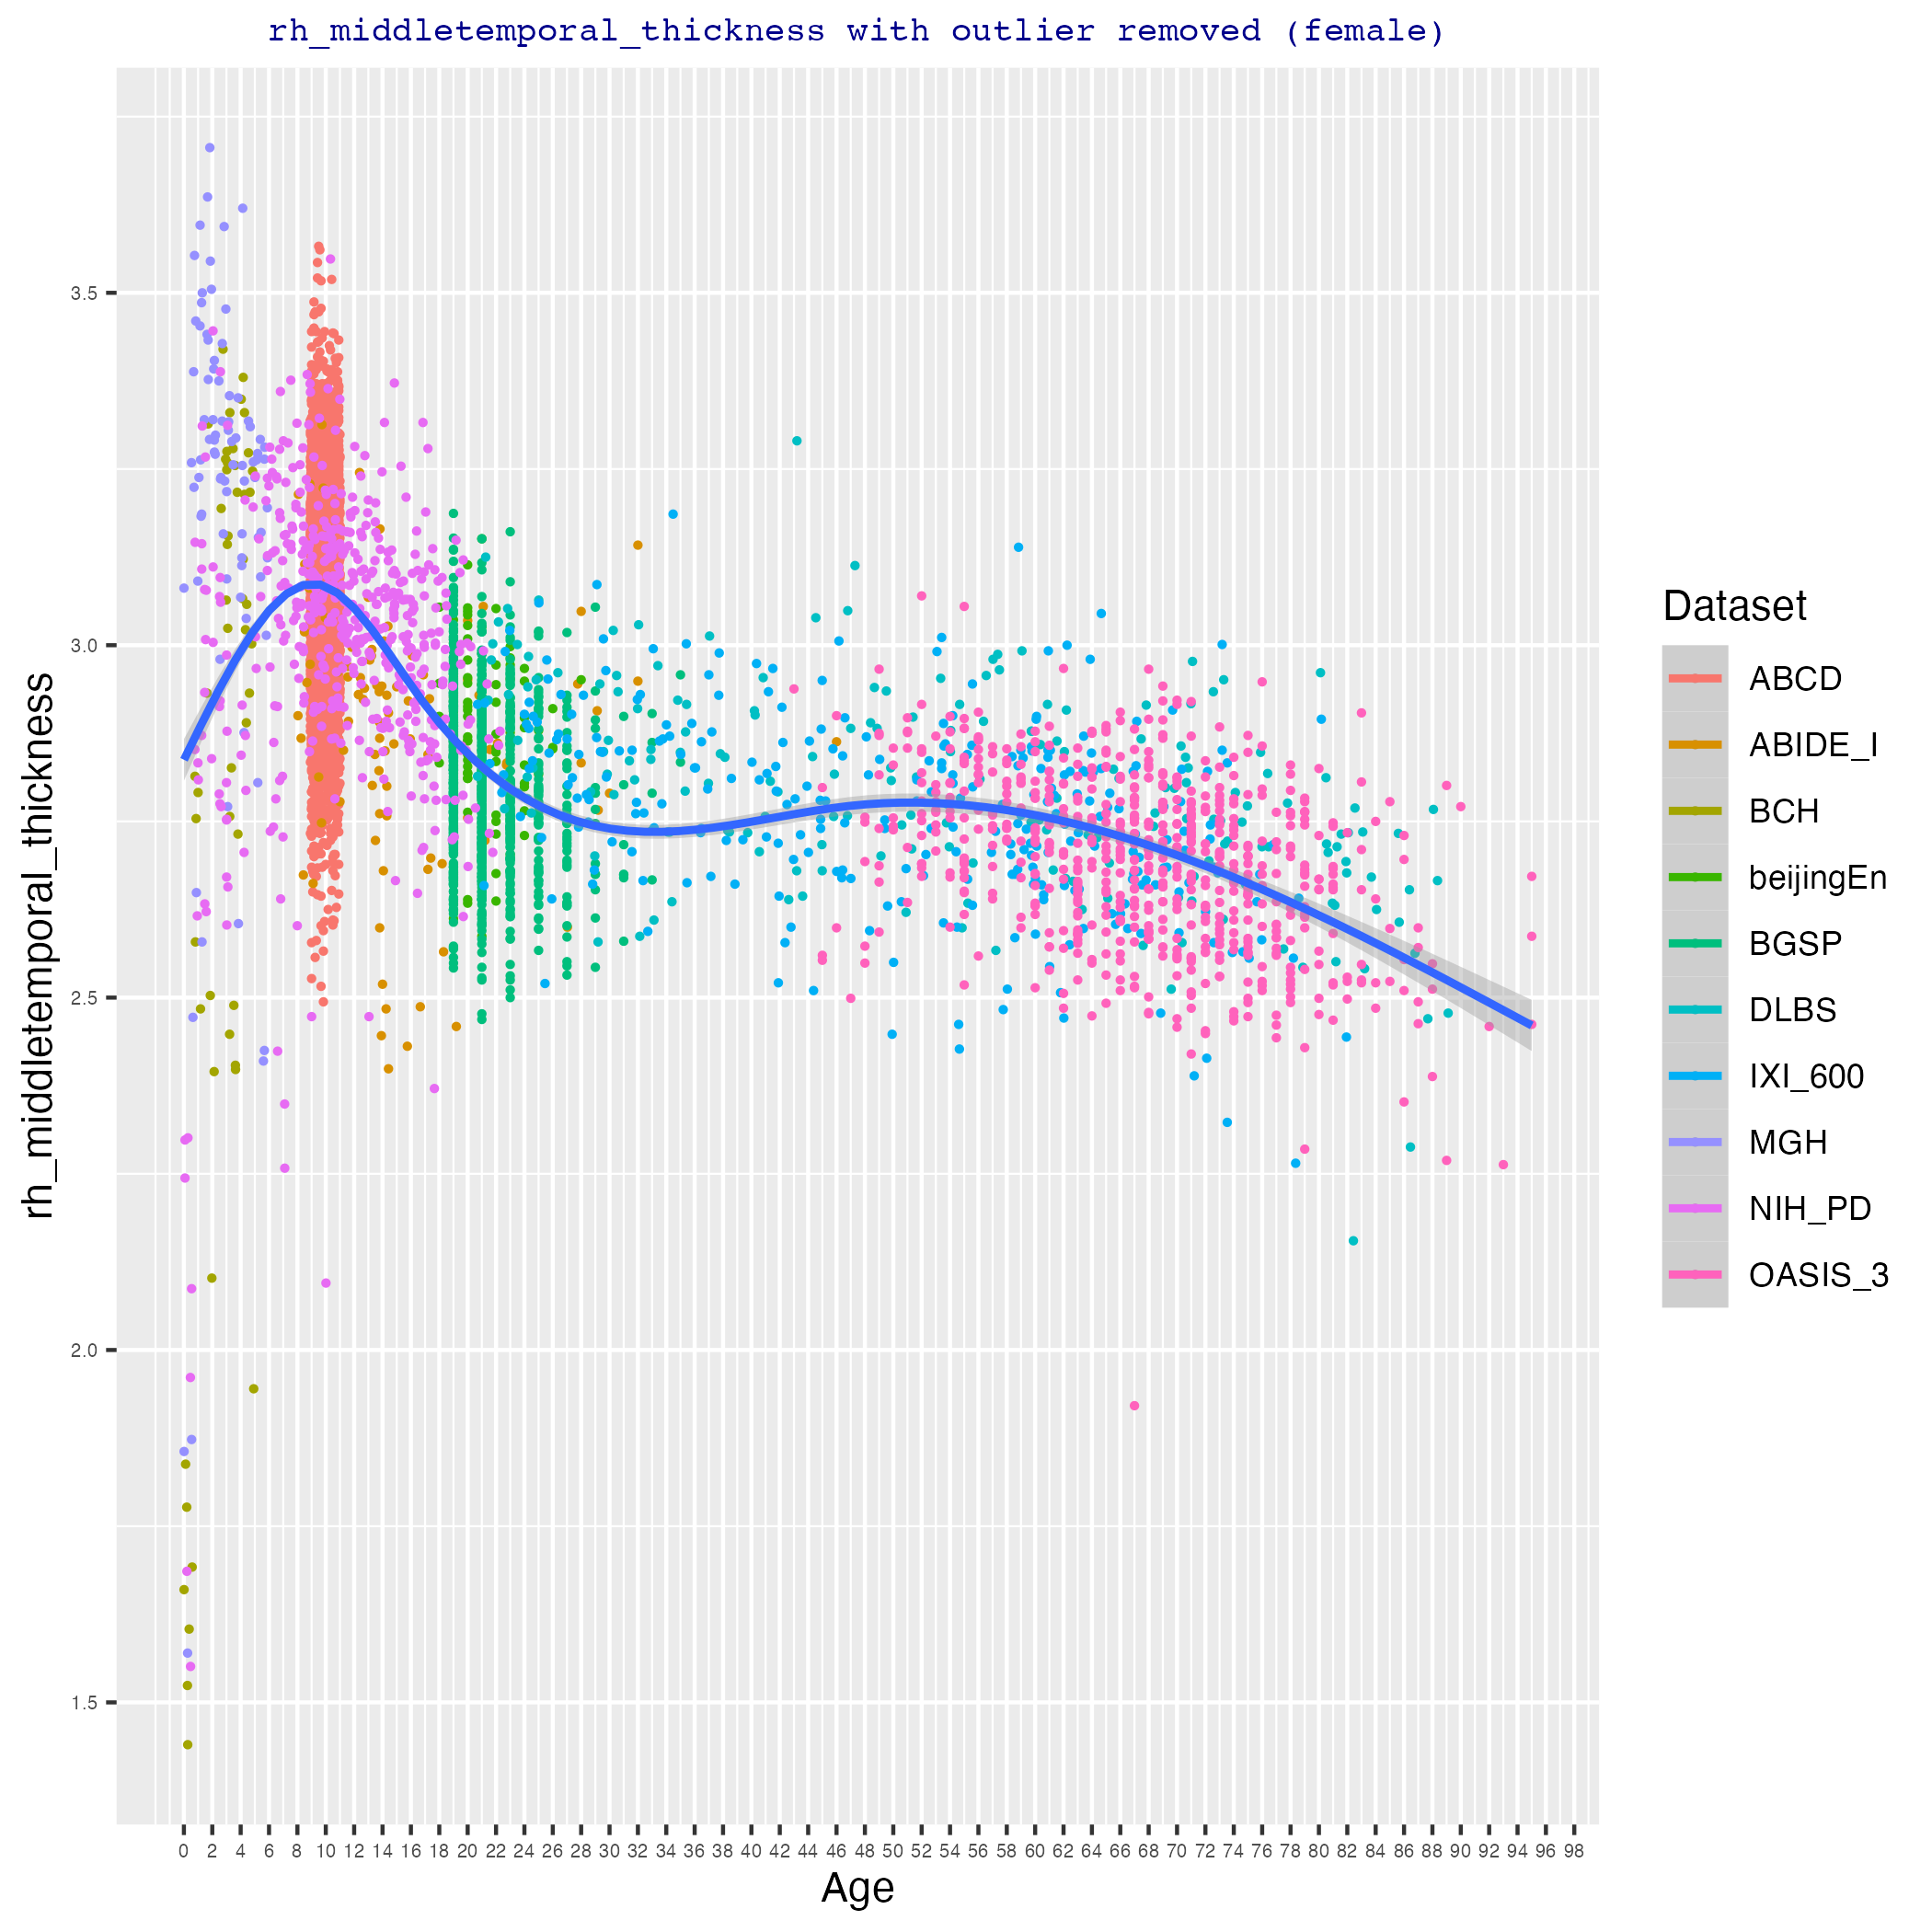 rh_middletemporal_thickness with outlier removed (female)
rh_middletemporal_thickness
3.5
3.0
2.5
2.0
1.5
0 2 4 6 8 10 12 14 16 18 20 22 24 26 28 30 32 34 36 38 40 42 44 46 48 50 52 54 56 58 60 62 64 66 68 70 72 74 76 78 80 82 84 86 88 90 92 94 96 98
Age
Dataset
ABCD
ABIDE_I
BCH
beijingEn
BGSP
DLBS
IXI_600
MGH
NIH_PD
OASIS_3